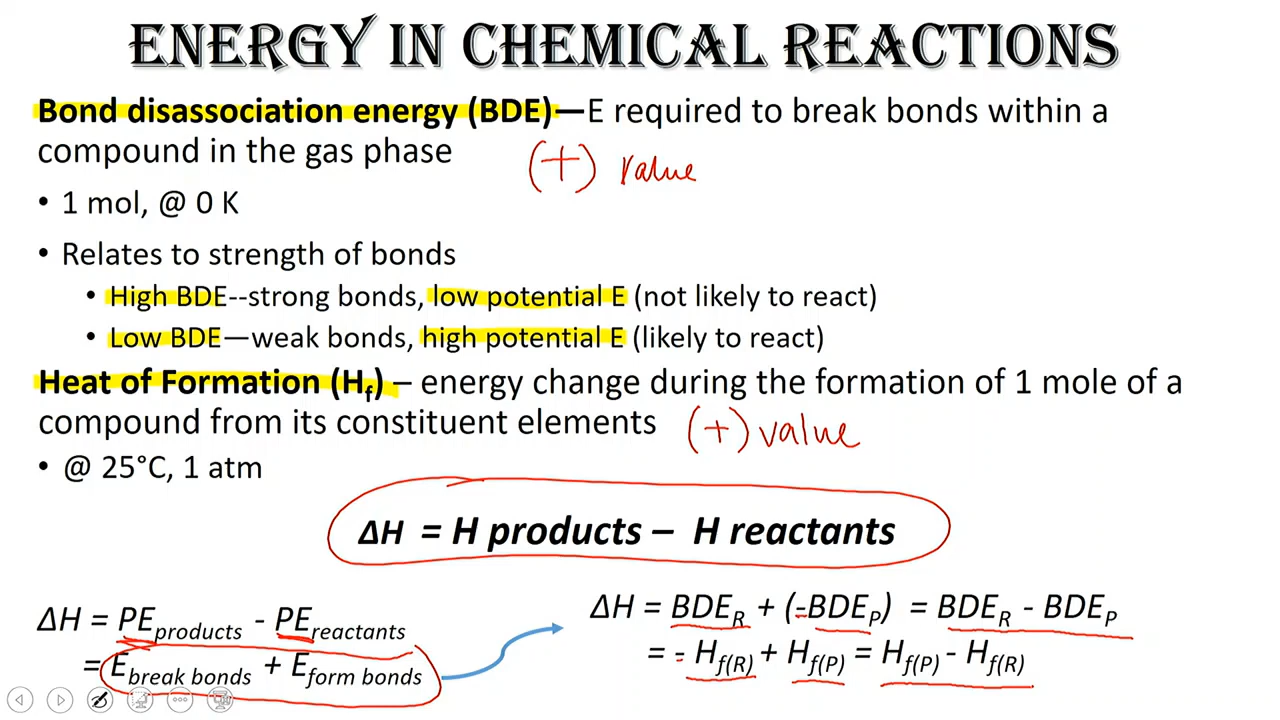 ENERGY IN CHEMICAL REACTIONS
Bond disassociation energy (BDE)—E required to break bonds within a
compound in the gas phase
(+) value
• 1 mol, @ 0 K
• Relates to strength of bonds
• High BDE--strong bonds, low potential E (not likely to react)
• Low BDE—weak bonds, high potential E (likely to react)
Heat of Formation (Hf) – energy change during the formation of 1 mole of a
compound from its constituent elements
(+) value
• @ 25°C, 1 atm
ΔH = H products – H reactants
ΔH = PEproducts - PEreactants
= Ebreak bonds + Eform bonds
ΔH = BDER + (-BDEP) = BDER - BDEP
= - Hf(R) + Hf(P) = Hf(P) - Hf(R)